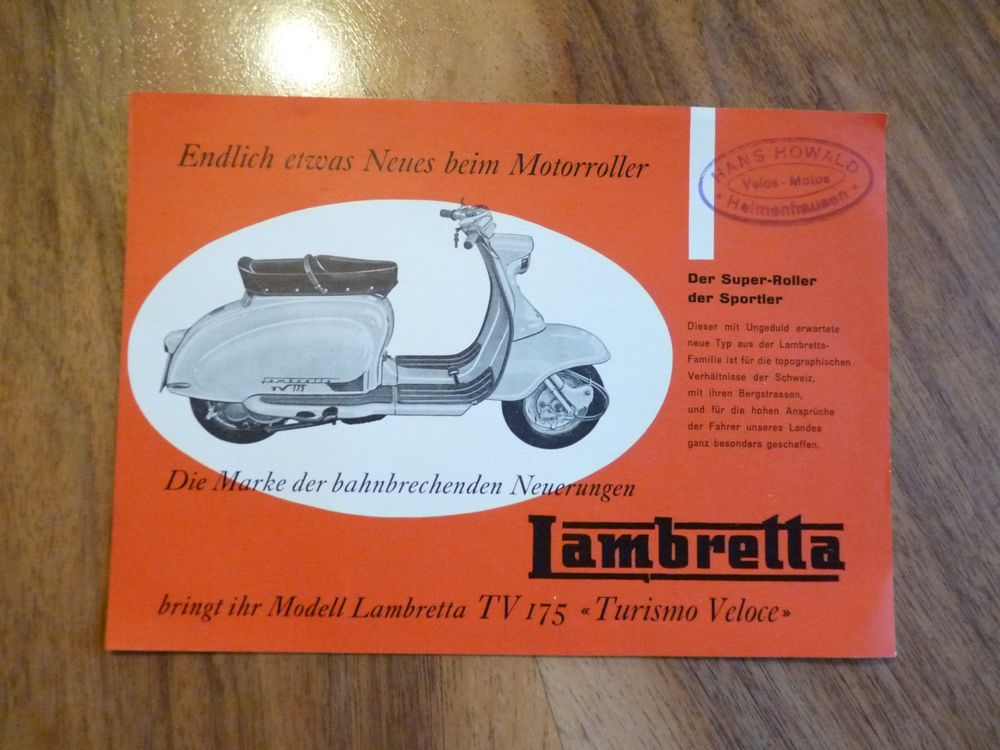 Endlich etwas Neues beim Motorroller
HANS HOWALD
Velos - Motos
Heimenhausen
Der Super-Roller
der Sportler
Dieser mit Ungeduld erwartete
neue Typ aus der Lambretta-
Familie ist für die topographischen
Verhältnisse der Schweiz,
mit ihren Bergstrassen,
und für die hohen Ansprüche
der Fahrer unseres Landes
ganz besonders geschaffen.
Lambretta
TV 175
Die Marke der bahnbrechenden Neuerungen
Lambretta
bringt ihr Modell Lambretta TV 175 «Turismo Veloce»